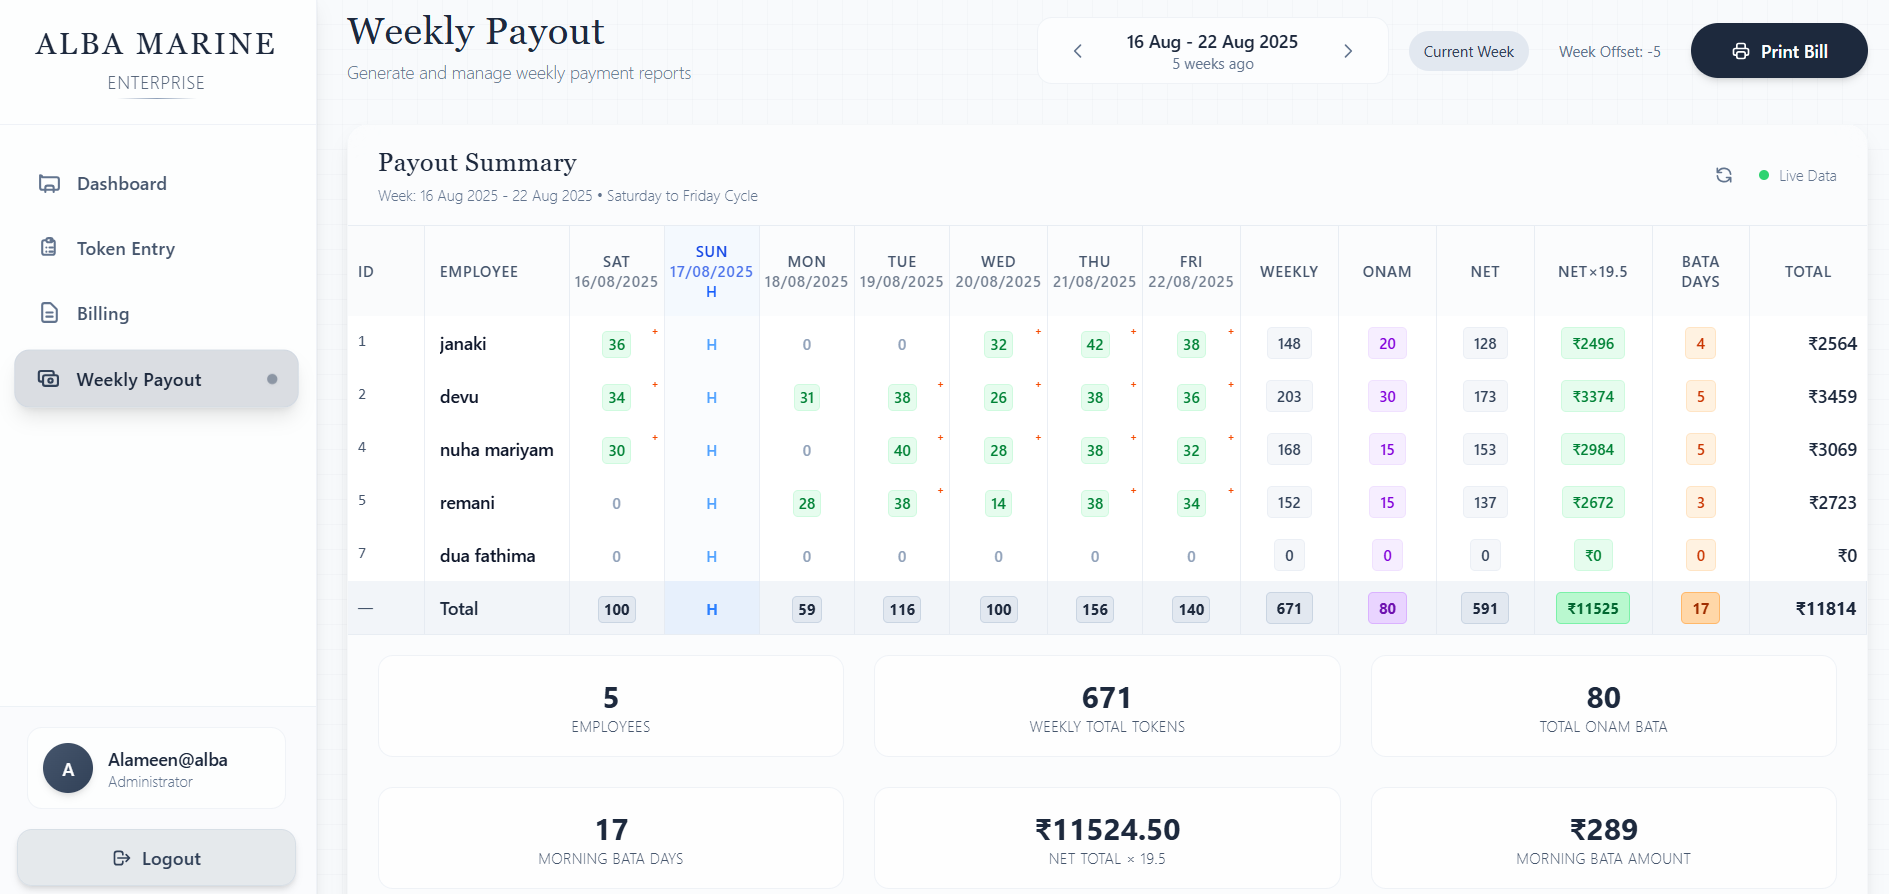 ALBA MARINE
ENTERPRISE
Dashboard
Token Entry
Billing
Weekly Payout
A
Alameen@alba
Administrator
Logout
Weekly Payout
Generate and manage weekly payment reports
16 Aug - 22 Aug 2025
5 weeks ago
Current Week
Week Offset: -5
Print Bill
Payout Summary
Week: 16 Aug 2025 - 22 Aug 2025 • Saturday to Friday Cycle
Live Data
ID EMPLOYEE SAT 16/08/2025 SUN 17/08/2025 H MON 18/08/2025 TUE 19/08/2025 WED 20/08/2025 THU 21/08/2025 FRI 22/08/2025 WEEKLY ONAM NET NET×19.5 BATA DAYS TOTAL
1 janaki 36 + H 0 0 32 + 42 + 38 + 148 20 128 ₹2496 4 ₹2564
2 devu 34 + H 31 38 + 26 + 38 + 36 + 203 30 173 ₹3374 5 ₹3459
4 nuha mariyam 30 + H 0 40 + 28 + 38 + 32 + 168 15 153 ₹2984 5 ₹3069
5 remani 0 H 28 38 + 14 38 + 34 + 152 15 137 ₹2672 3 ₹2723
7 dua fathima 0 H 0 0 0 0 0 0 0 0 ₹0 0 ₹0
— Total 100 H 59 116 100 156 140 671 80 591 ₹11525 17 ₹11814
5
EMPLOYEES
671
WEEKLY TOTAL TOKENS
80
TOTAL ONAM BATA
17
MORNING BATA DAYS
₹11524.50
NET TOTAL × 19.5
₹289
MORNING BATA AMOUNT